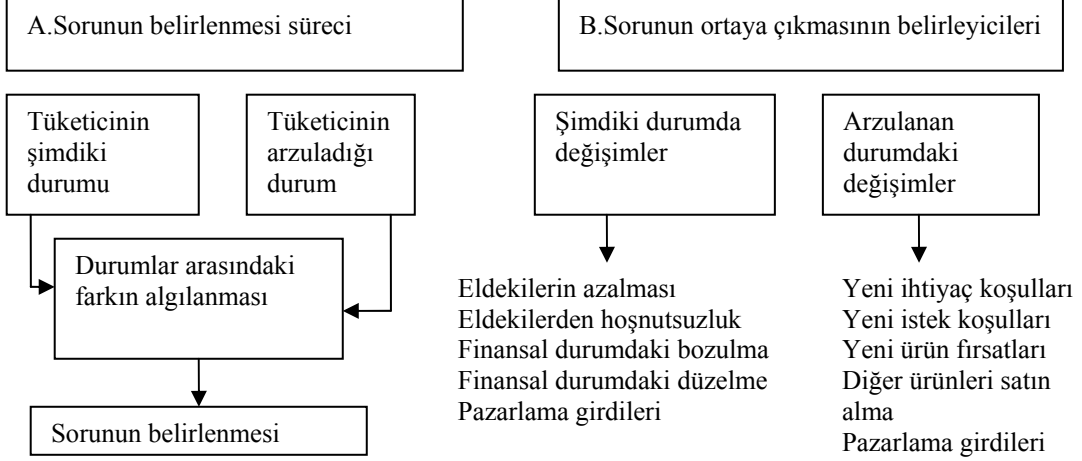 A.Sorunun belirlenmesi süreci
B.Sorunun ortaya çıkmasının belirleyicileri
Tüketicinin
şimdiki
durumu
Tüketicinin
arzuladığı
durum
Durumlar arasındaki
farkın algılanması
Sorunun belirlenmesi
Şimdiki durumda
değişimler
Eldekilerin azalması
Eldekilerden hoşnutsuzluk
Finansal durumdaki bozulma
Finansal durumdaki düzelme
Pazarlama girdileri
Arzulanan
durumdaki
değişimler
Yeni ihtiyaç koşulları
Yeni istek koşulları
Yeni ürün fırsatları
Diğer ürünleri satın
alma
Pazarlama girdileri